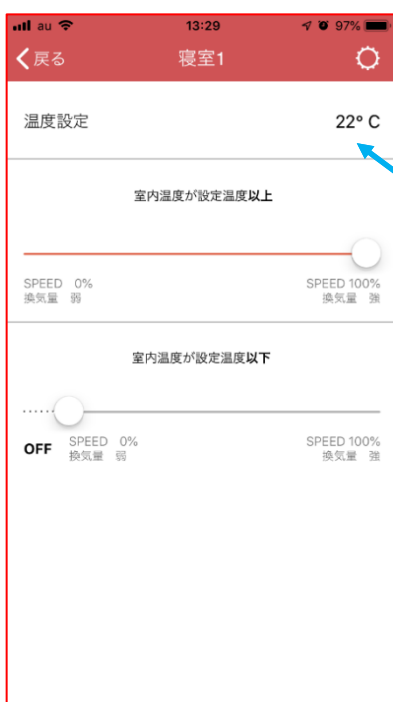 au 13:29 97%
戻る 寝室1
温度設定 22° C
室内温度が設定温度以上
SPEED 0% SPEED 100%
換気量 弱 換気量 強
室内温度が設定温度以下
OFF SPEED 0% SPEED 100%
換気量 弱 換気量 強